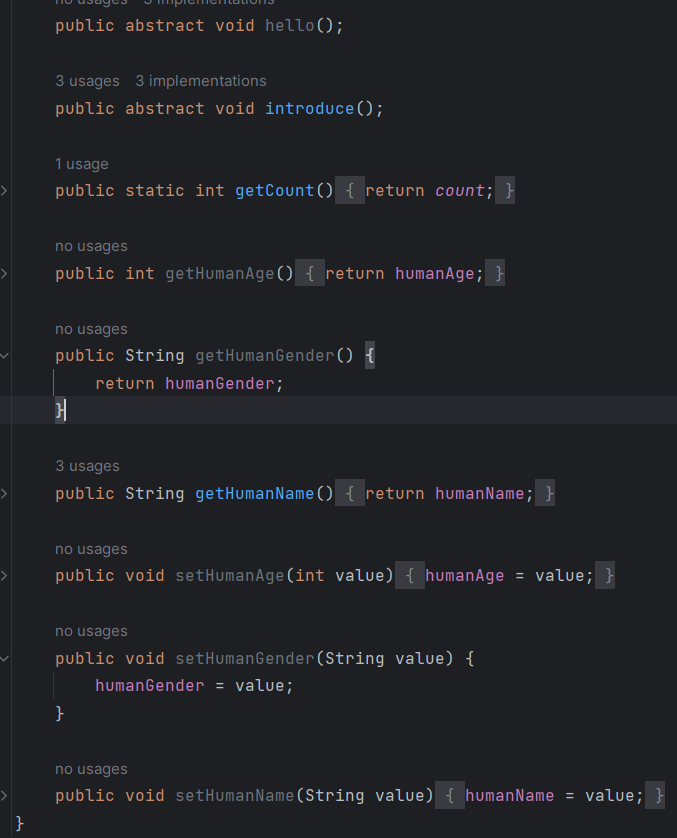 no usages 3 implementations
public abstract void hello();
3 usages 3 implementations
public abstract void introduce();
1 usage
public static int getCount() { return count; }
no usages
public int getHumanAge() { return humanAge; }
no usages
public String getHumanGender() {
return humanGender;
}
3 usages
public String getHumanName() { return humanName; }
no usages
public void setHumanAge(int value) { humanAge = value; }
no usages
public void setHumanGender(String value) {
humanGender = value;
}
no usages
public void setHumanName(String value) { humanName = value; }
}